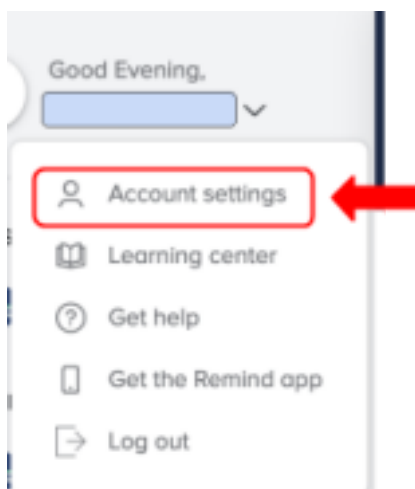 Good Evening,
Account settings
Learning center
Get help
Get the Remind app
Log out